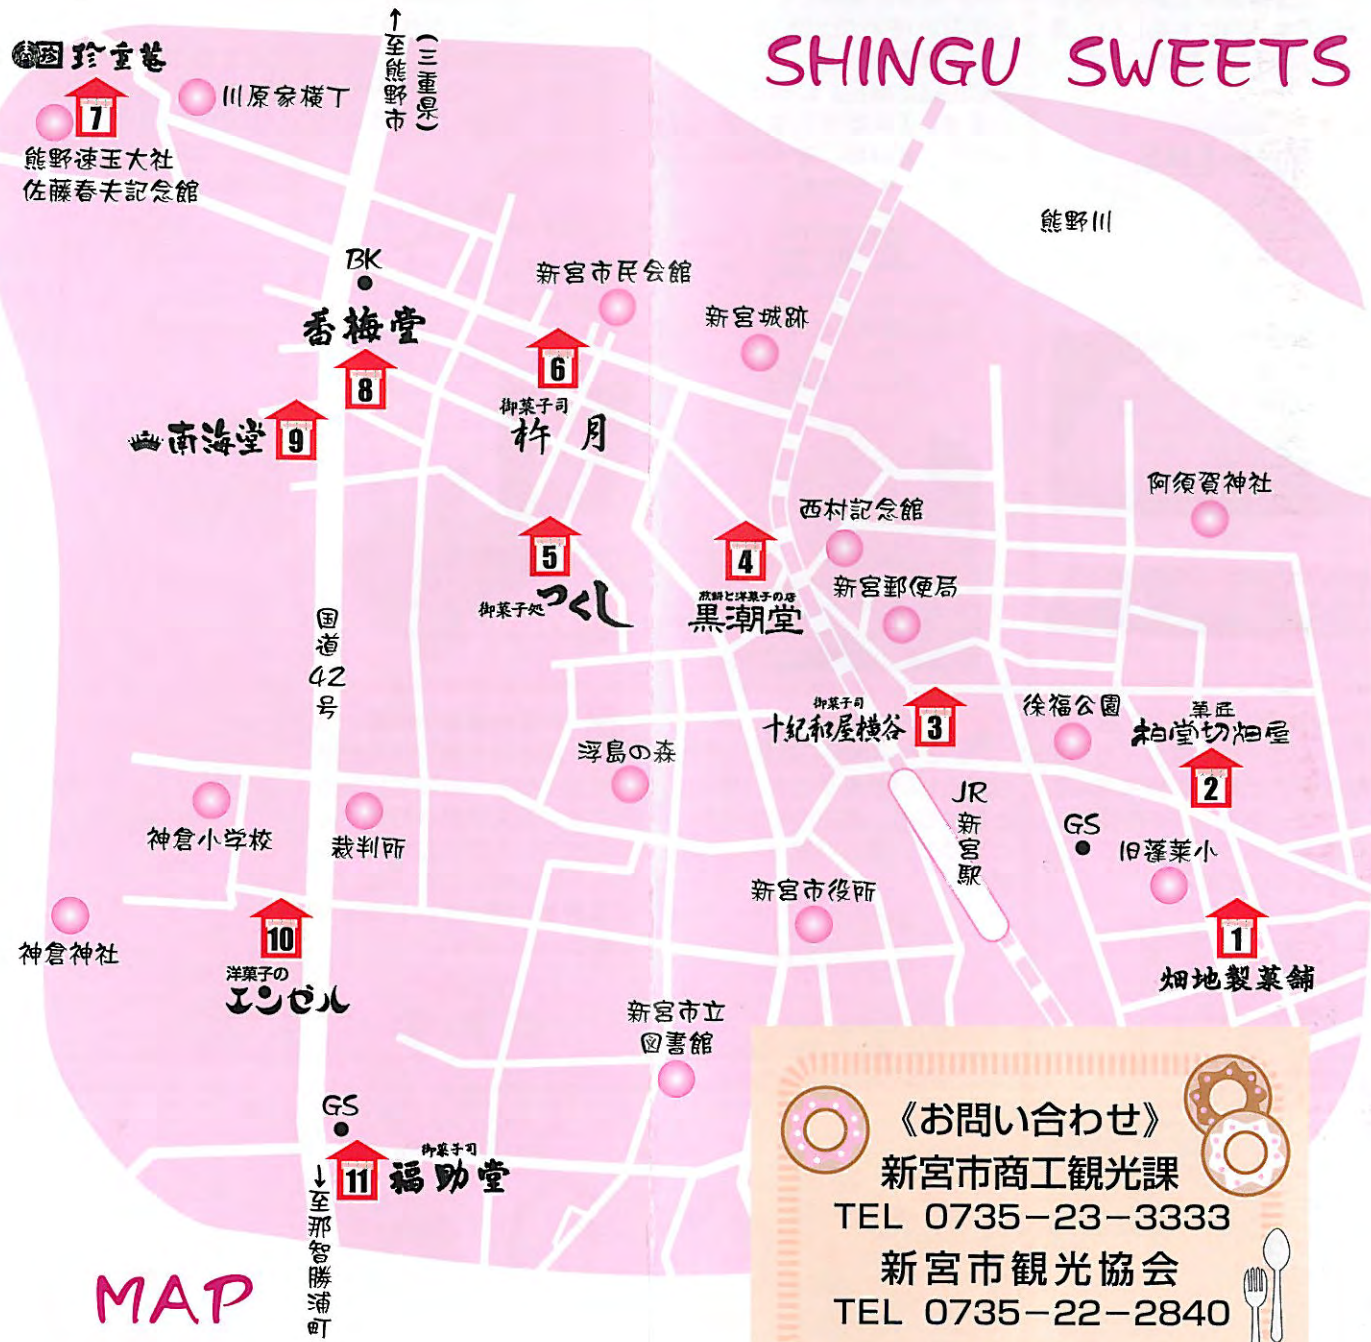 SHINGU SWEETS
↑至熊野市
(三重県)
珍重菴
7
川原家横丁
熊野速玉大社
佐藤春夫記念館
熊野川
BK
香梅堂
8
新宮市民会館
新宮城跡
6
御菓子司
杵月
南海堂
9
阿須賀神社
西村記念館
5
御菓子処 つくし
4
煎餅と洋菓子の店
黒潮堂
新宮郵便局
国道42号
御菓子司
十紀和屋横谷
3
徐福公園
菓匠
柏堂切畑屋
2
浮島の森
JR新宮駅
GS
旧蓬莱小
神倉小学校
裁判所
新宮市役所
1
畑地製菓舗
神倉神社
10
洋菓子の
エンゼル
新宮市立
図書館
GS
11
御菓子司
福助堂
↓至那智勝浦町
MAP
《お問い合わせ》
新宮市商工観光課
TEL 0735-23-3333
新宮市観光協会
TEL 0735-22-2840